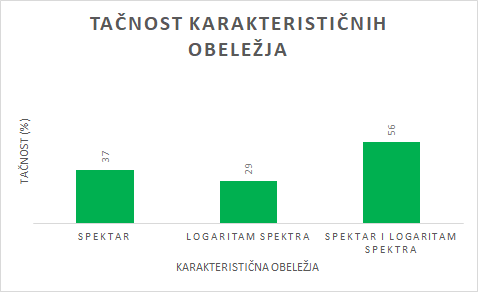 TAČNOST KARAKTERISTIČNIH
OBELEŽJA
TAČNOST (%)
37
29
56
SPEKTAR
LOGARITAM SPEKTRA
SPEKTAR I LOGARITAM
SPEKTRA
KARAKTERISTIČNA OBELEŽJA